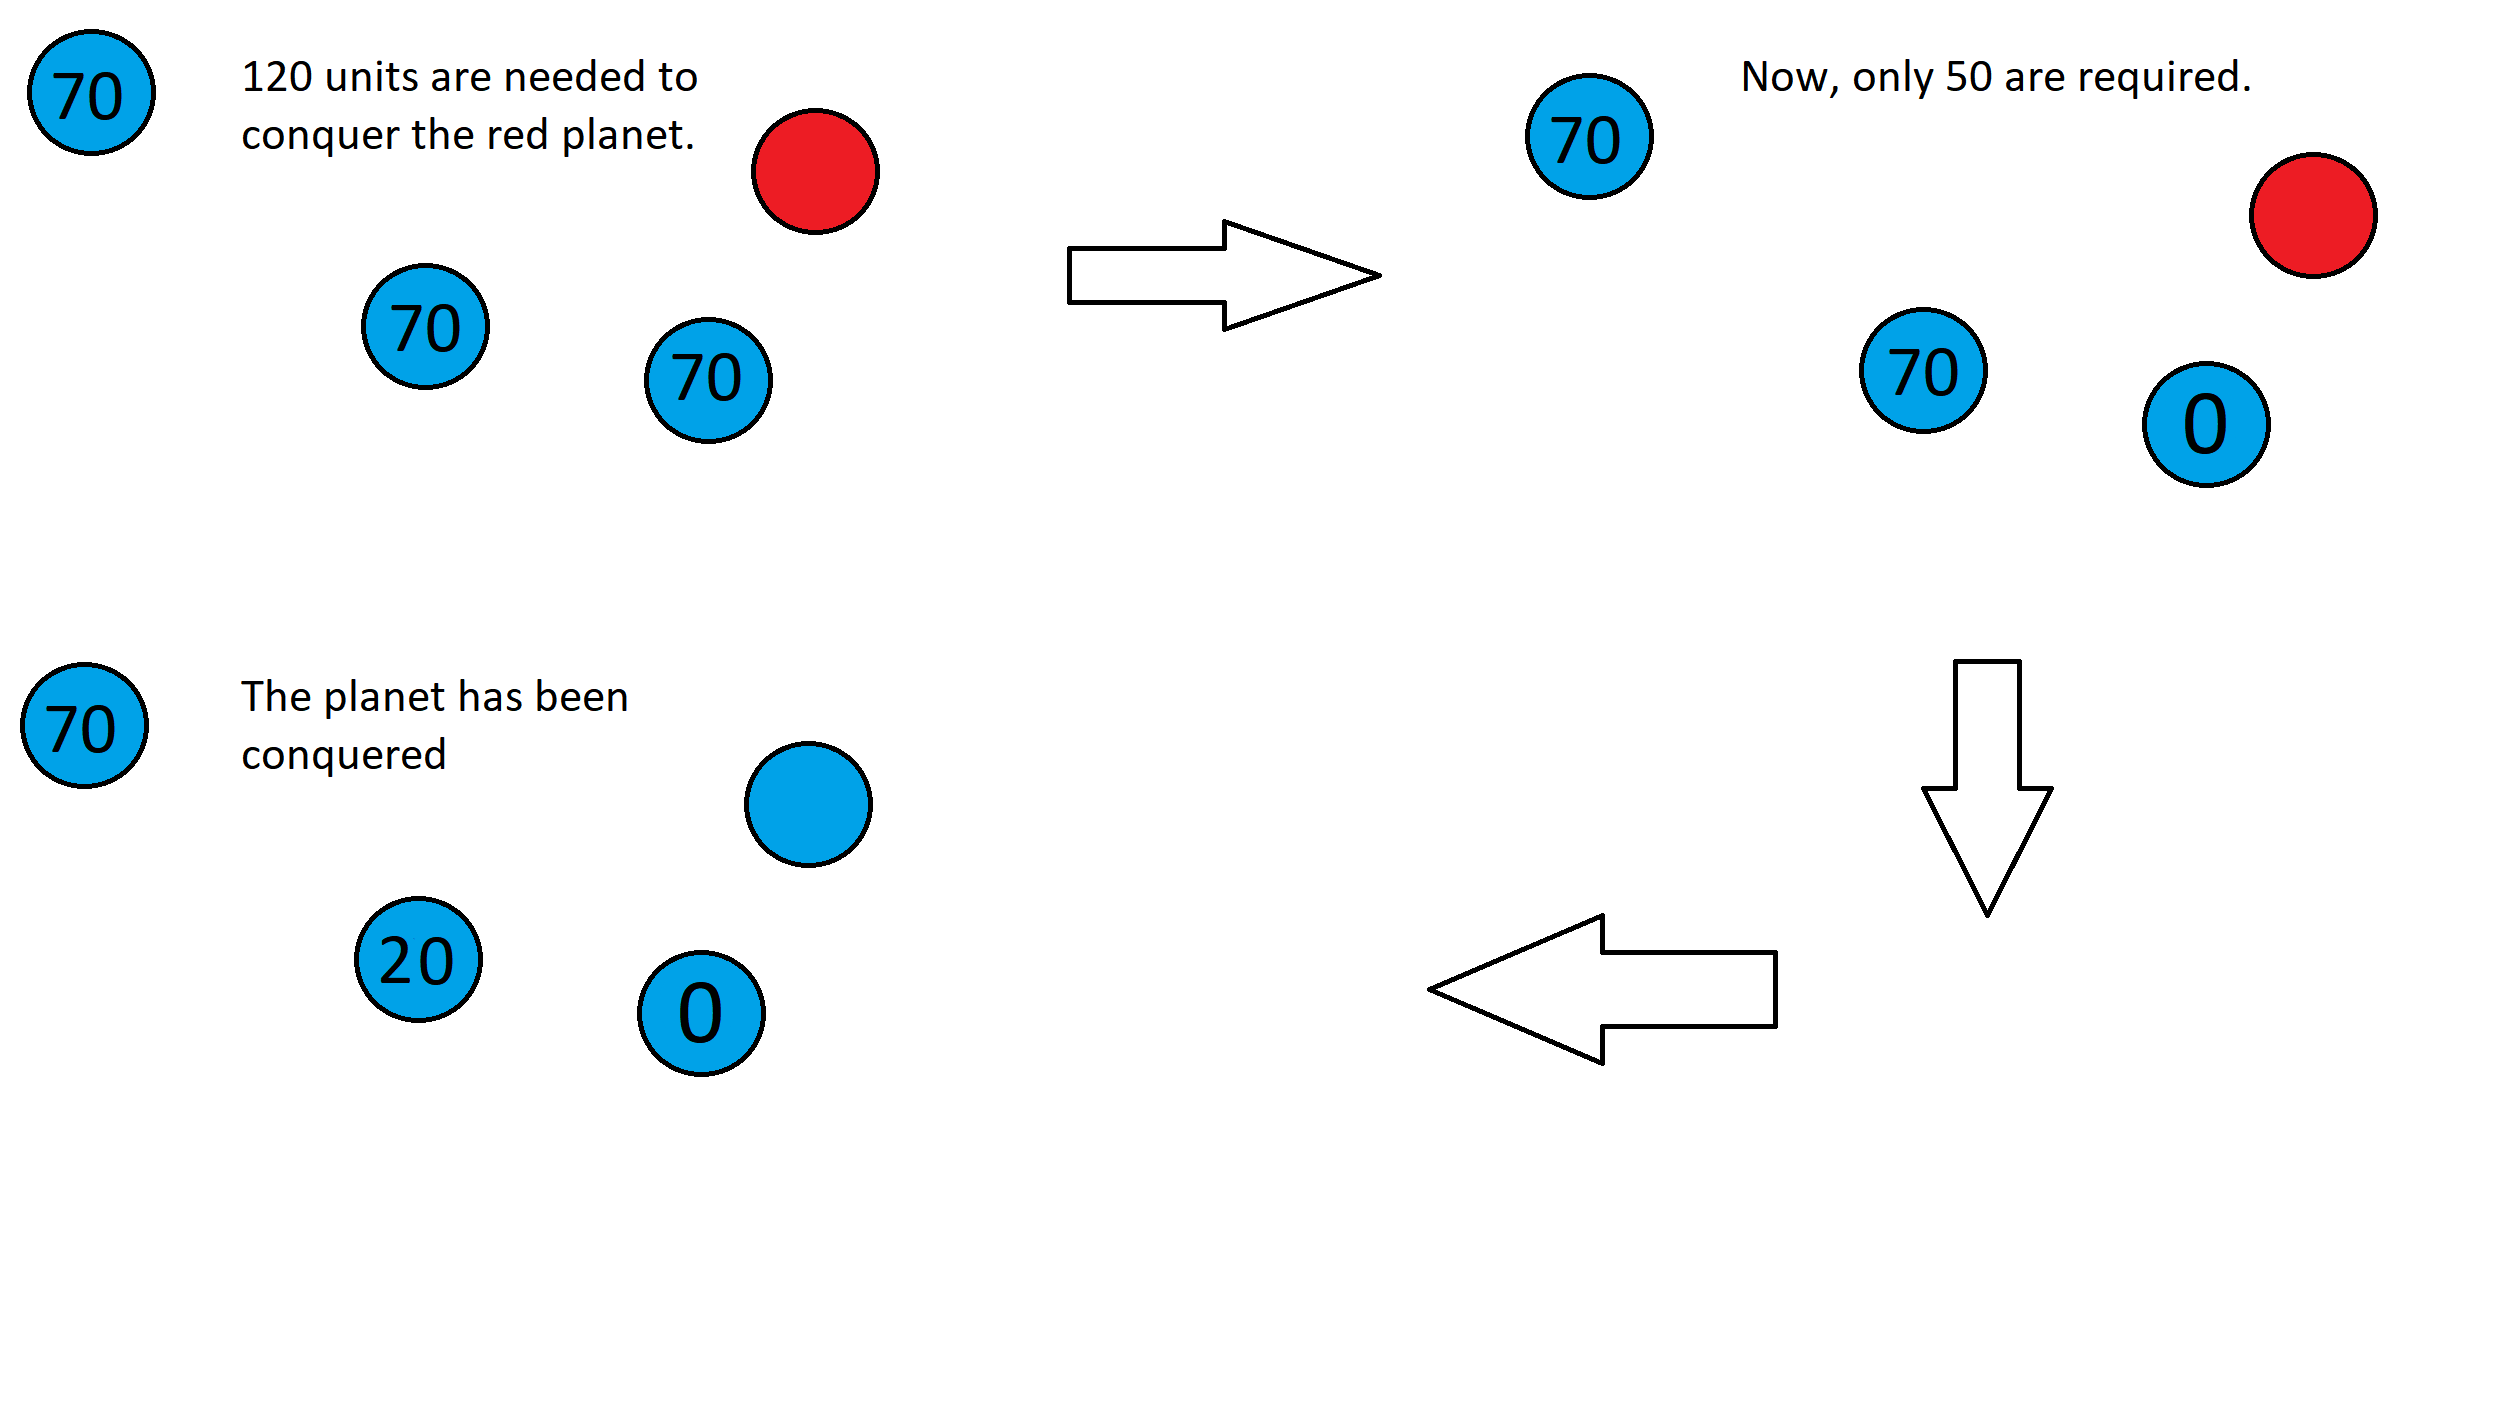 70
120 units are needed to
conquer the red planet.
70
70
70
Now, only 50 are required.
70
0
70
The planet has been
conquered
20
0